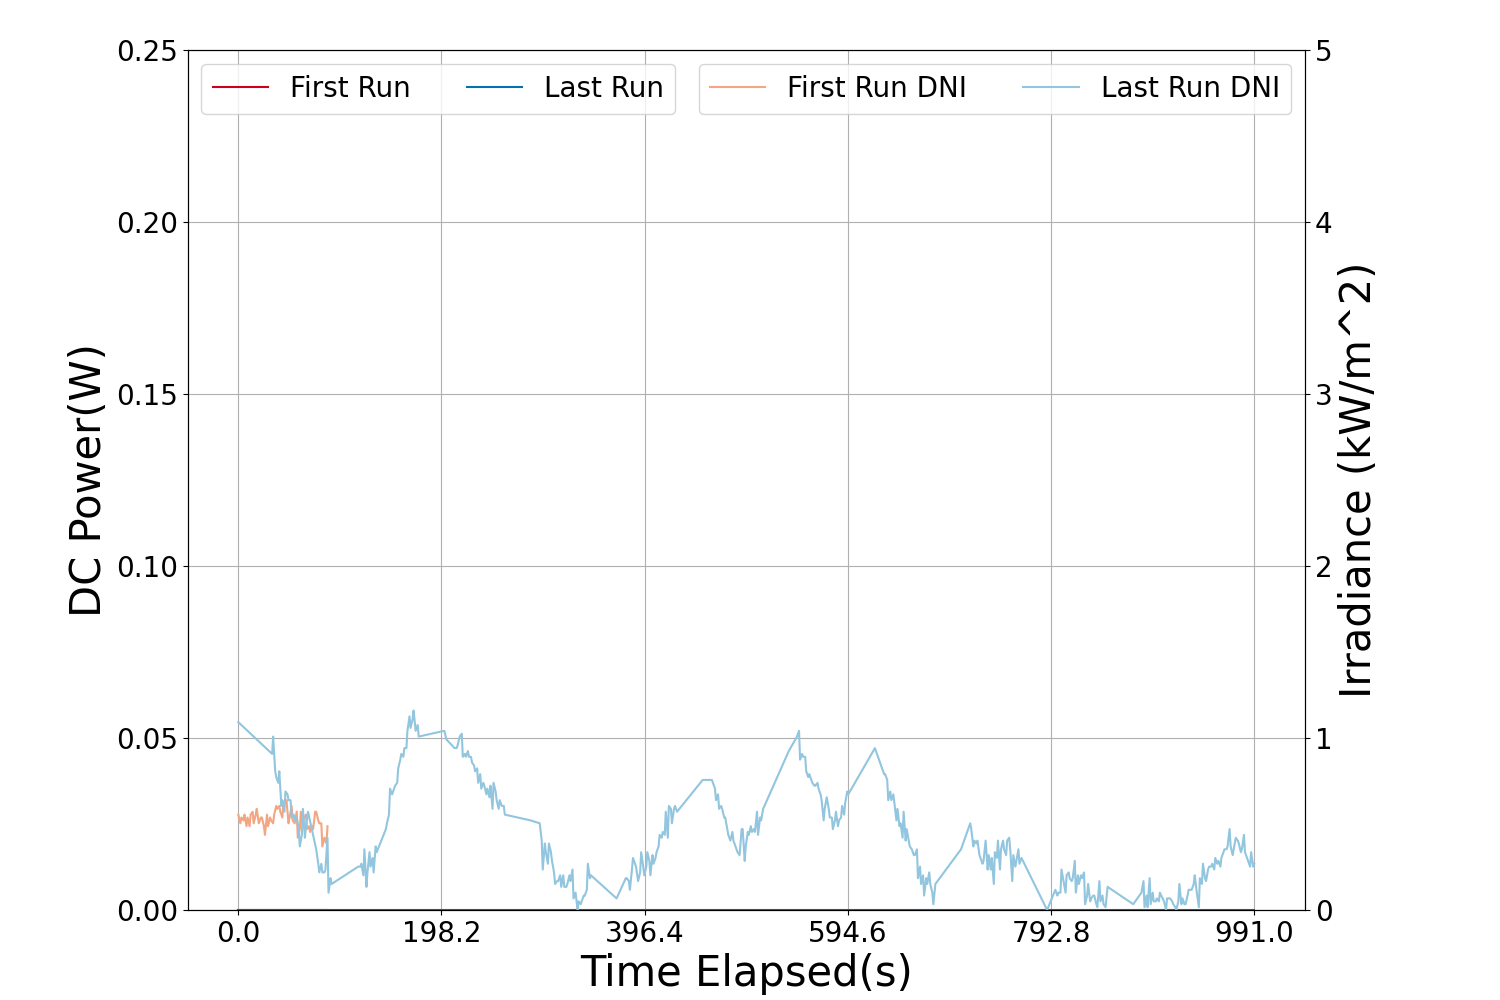 First Run
Last Run
First Run DNI
Last Run DNI
DC Power(W)
0.25
0.20
0.15
0.10
0.05
0.00
5
4
3
2
1
0
Irradiance (kW/m^2)
0.0
198.2
396.4
594.6
792.8
991.0
Time Elapsed(s)